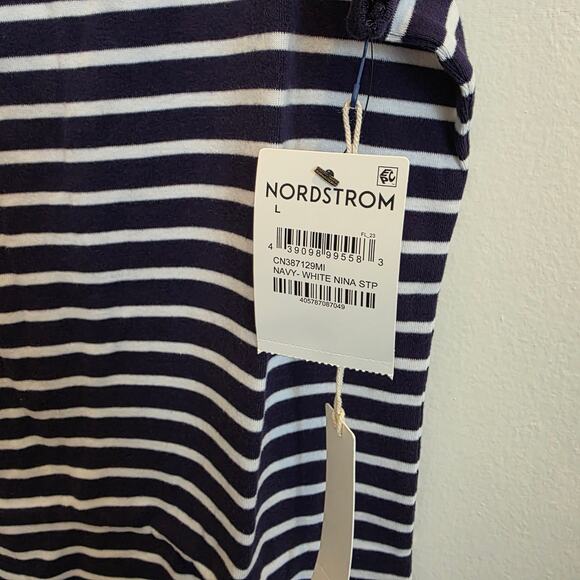 NORDSTROM
L
FL_23
4 39098 99558 3
CN387129MI
NAVY- WHITE NINA STP
405787087049